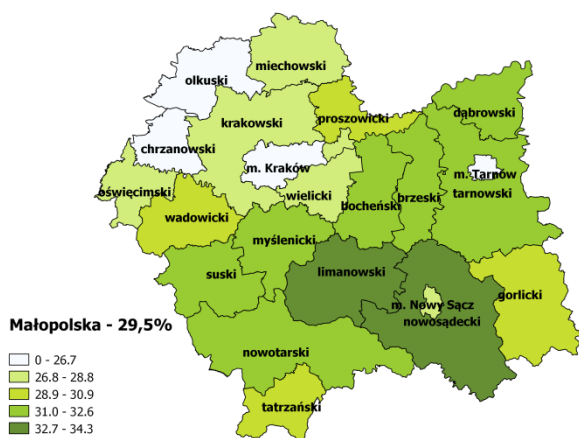 miechowski
olkuski
dąbrowski
krakowski
proszowicki
chrzanowski
m. Kraków
m. Tarnów
tarnowski
oświęcimski
wielicki
bocheński
brzeski
wadowicki
myślenicki
suski
limanowski
gorlicki
m. Nowy Sącz
nowosądecki
Małopolska - 29,5%
nowotarski
tatrzański
0 - 26.7
26.8 - 28.8
28.9 - 30.9
31.0 - 32.6
32.7 - 34.3